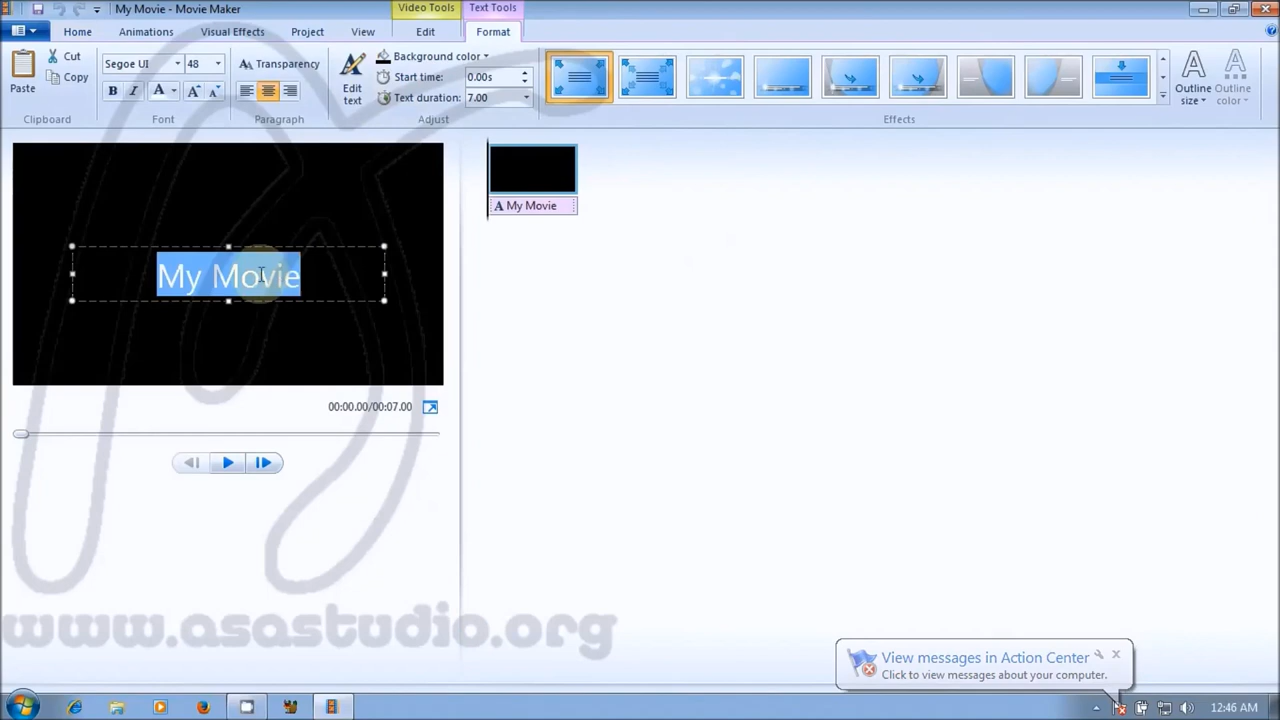 My Movie - Movie Maker
Video Tools
Text Tools
Home
Animations
Visual Effects
Project
View
Edit
Format
Paste
Cut
Copy
Clipboard
Segoe UI
48
B I A A A
Font
Transparency
Paragraph
Edit
text
Background color
Start time: 0.00s
Text duration: 7.00
Adjust
Effects
Outline
size
Outline
color
My Movie
A My Movie
00:00.00/00:07.00
www.asastudio.org
View messages in Action Center
Click to view messages about your computer.
12:46 AM